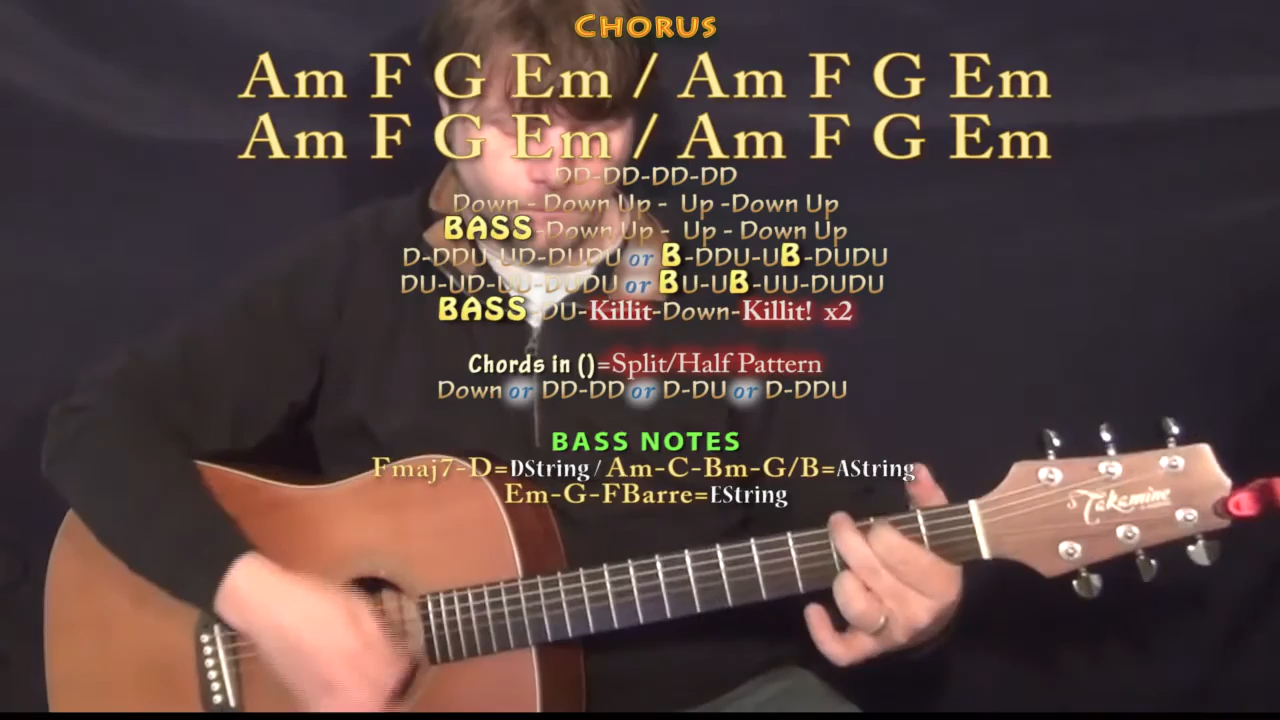 CHORUS
Am F G Em / Am F G Em
Am F G Em / Am F G Em
DD-DD-DD-DD
Down - Down Up - Up -Down Up
BASS-Down Up - Up - Down Up
D-DDU-UD-DUDU or B-DDU-UB-DUDU
DU-UD-UU-DUDU or BU-UB-UU-DUDU
BASS-DU-Killit-Down-Killit! x2
Chords in ()=Split/Half Pattern
Down or DD-DD or D-DU or D-DDU
BASS NOTES
Fmaj7-D=DString/Am-C-Bm-G/B=AString
Em-G-FBarre=EString
Takamine